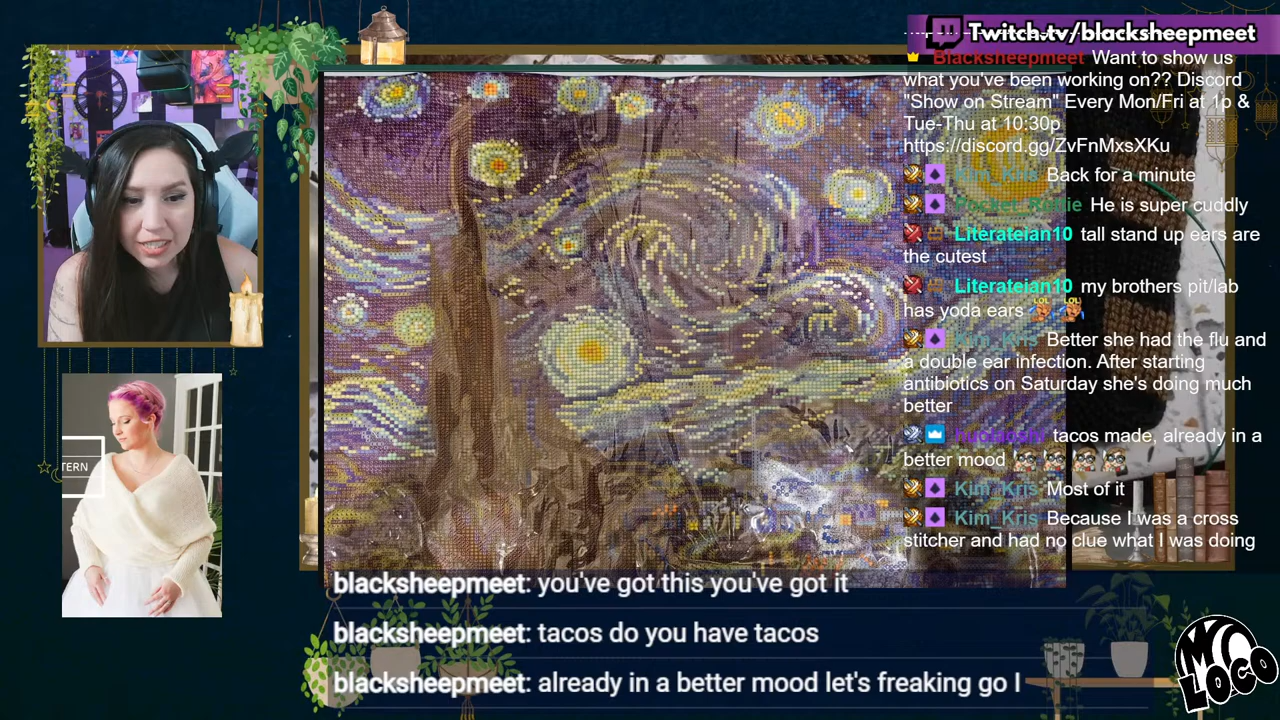 Twitch.tv/blacksheepmeet
Blacksheepmeet Want to show us
what you've been working on?? Discord
"Show on Stream" Every Mon/Fri at 1p &
Tue-Thu at 10:30p
https://discord.gg/ZvFnMxsXKu
Kim_Kris Back for a minute
He is super cuddly
Literateian10 tall stand up ears are
the cutest
Literateian10 my brothers pit/lab
has yoda ears
Kim_Kris Better she had the flu and
a double ear infection. After starting
antibiotics on Saturday she's doing much
better
tacos made, already in a
better mood
Kim_Kris Most of it
Kim_Kris Because I was a cross
stitcher and had no clue what I was doing
TERN
blacksheepmeet: you've got this you've got it
blacksheepmeet: tacos do you have tacos
blacksheepmeet: already in a better mood let's freaking go I
MC
LOCO